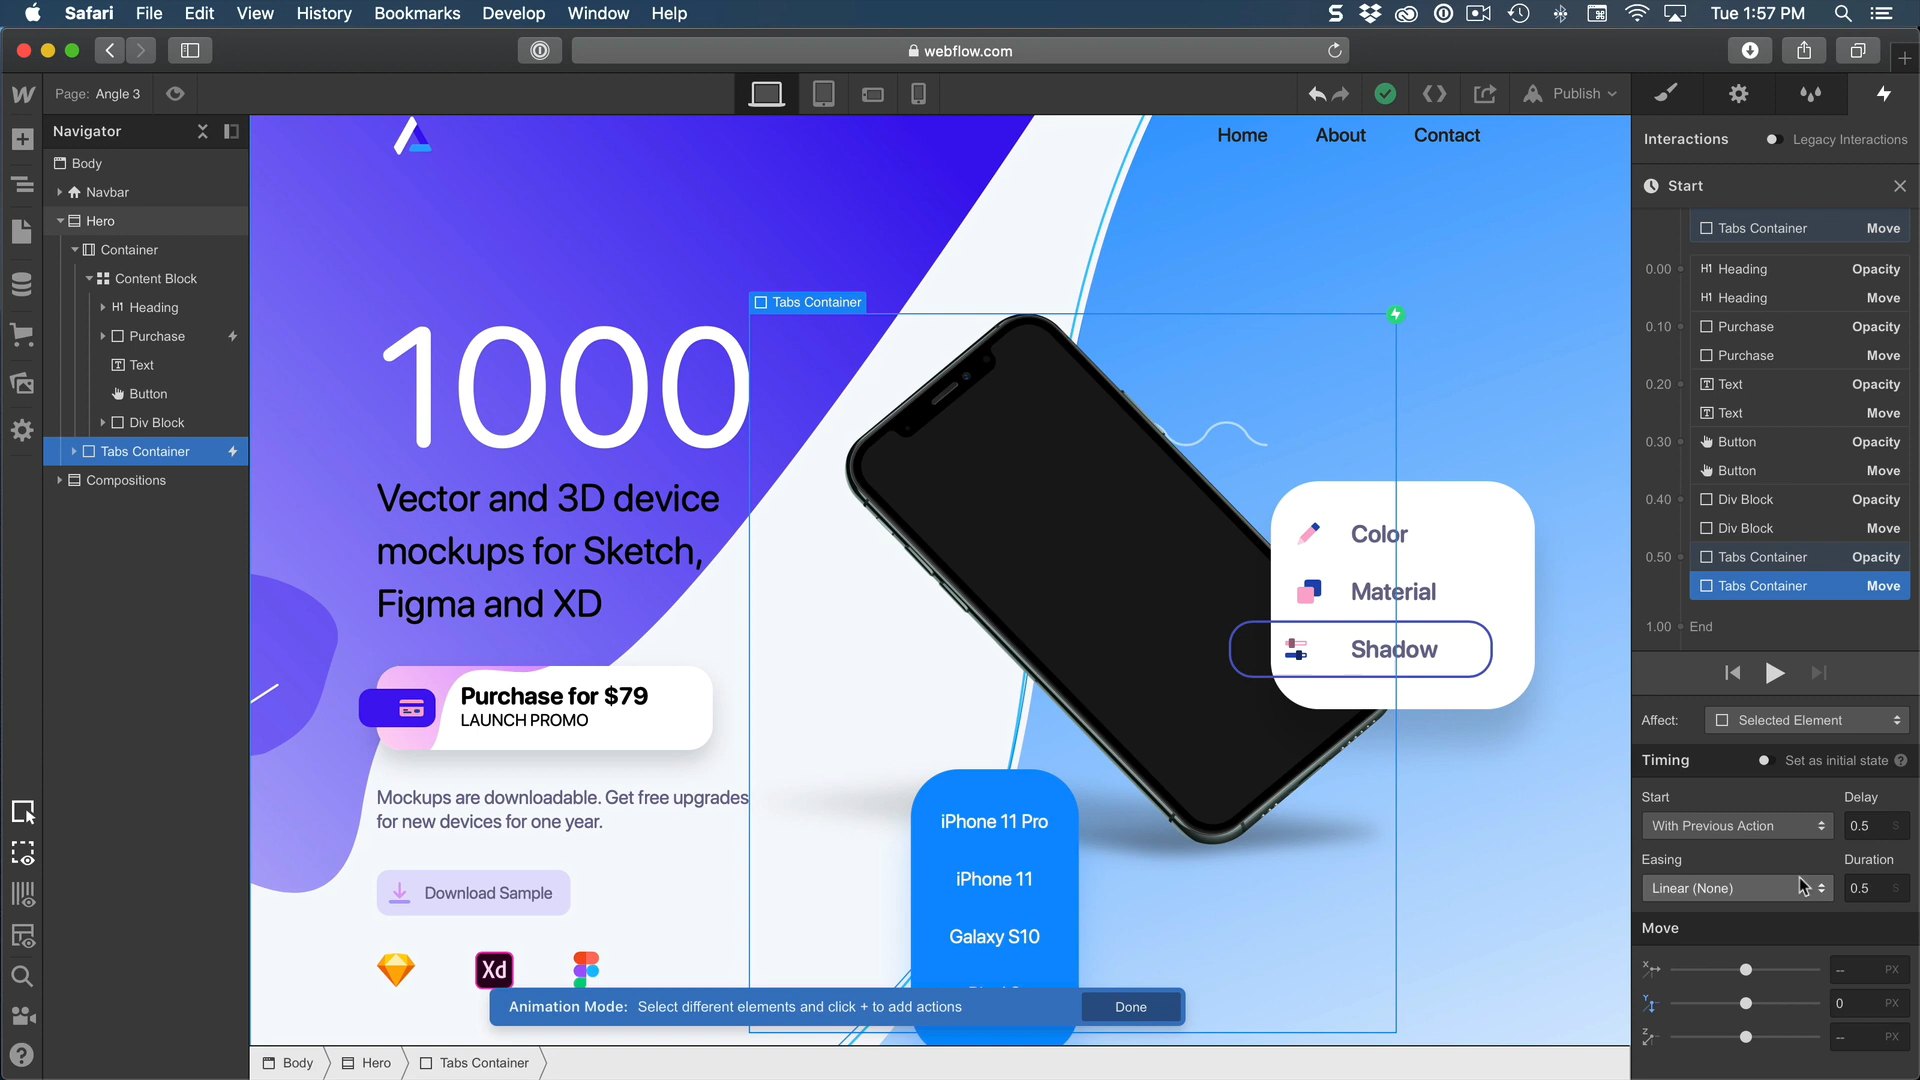 Safari File Edit View History Bookmarks Develop Window Help
Tue 1:57 PM
webflow.com
Page: Angle 3
Publish
Navigator
Body
Navbar
Hero
Container
Content Block
H1 Heading
Purchase
Text
Button
Div Block
Tabs Container
Compositions
Home About Contact
Tabs Container
1000
Vector and 3D device
mockups for Sketch,
Figma and XD
Purchase for $79
LAUNCH PROMO
Mockups are downloadable. Get free upgrades
for new devices for one year.
Download Sample
Xd
Color
Material
Shadow
iPhone 11 Pro
iPhone 11
Galaxy S10
Animation Mode: Select different elements and click + to add actions Done
Body Hero Tabs Container
Interactions Legacy Interactions
Start
Tabs Container Move
0.00 H1 Heading Opacity
H1 Heading Move
0.10 Purchase Opacity
Purchase Move
0.20 Text Opacity
Text Move
0.30 Button Opacity
Button Move
0.40 Div Block Opacity
Div Block Move
0.50 Tabs Container Opacity
Tabs Container Move
1.00 End
Affect: Selected Element
Timing Set as initial state ?
Start Delay
With Previous Action 0.5 S
Easing Duration
Linear (None) 0.5 S
Move
X -- PX
Y 0 PX
Z -- PX